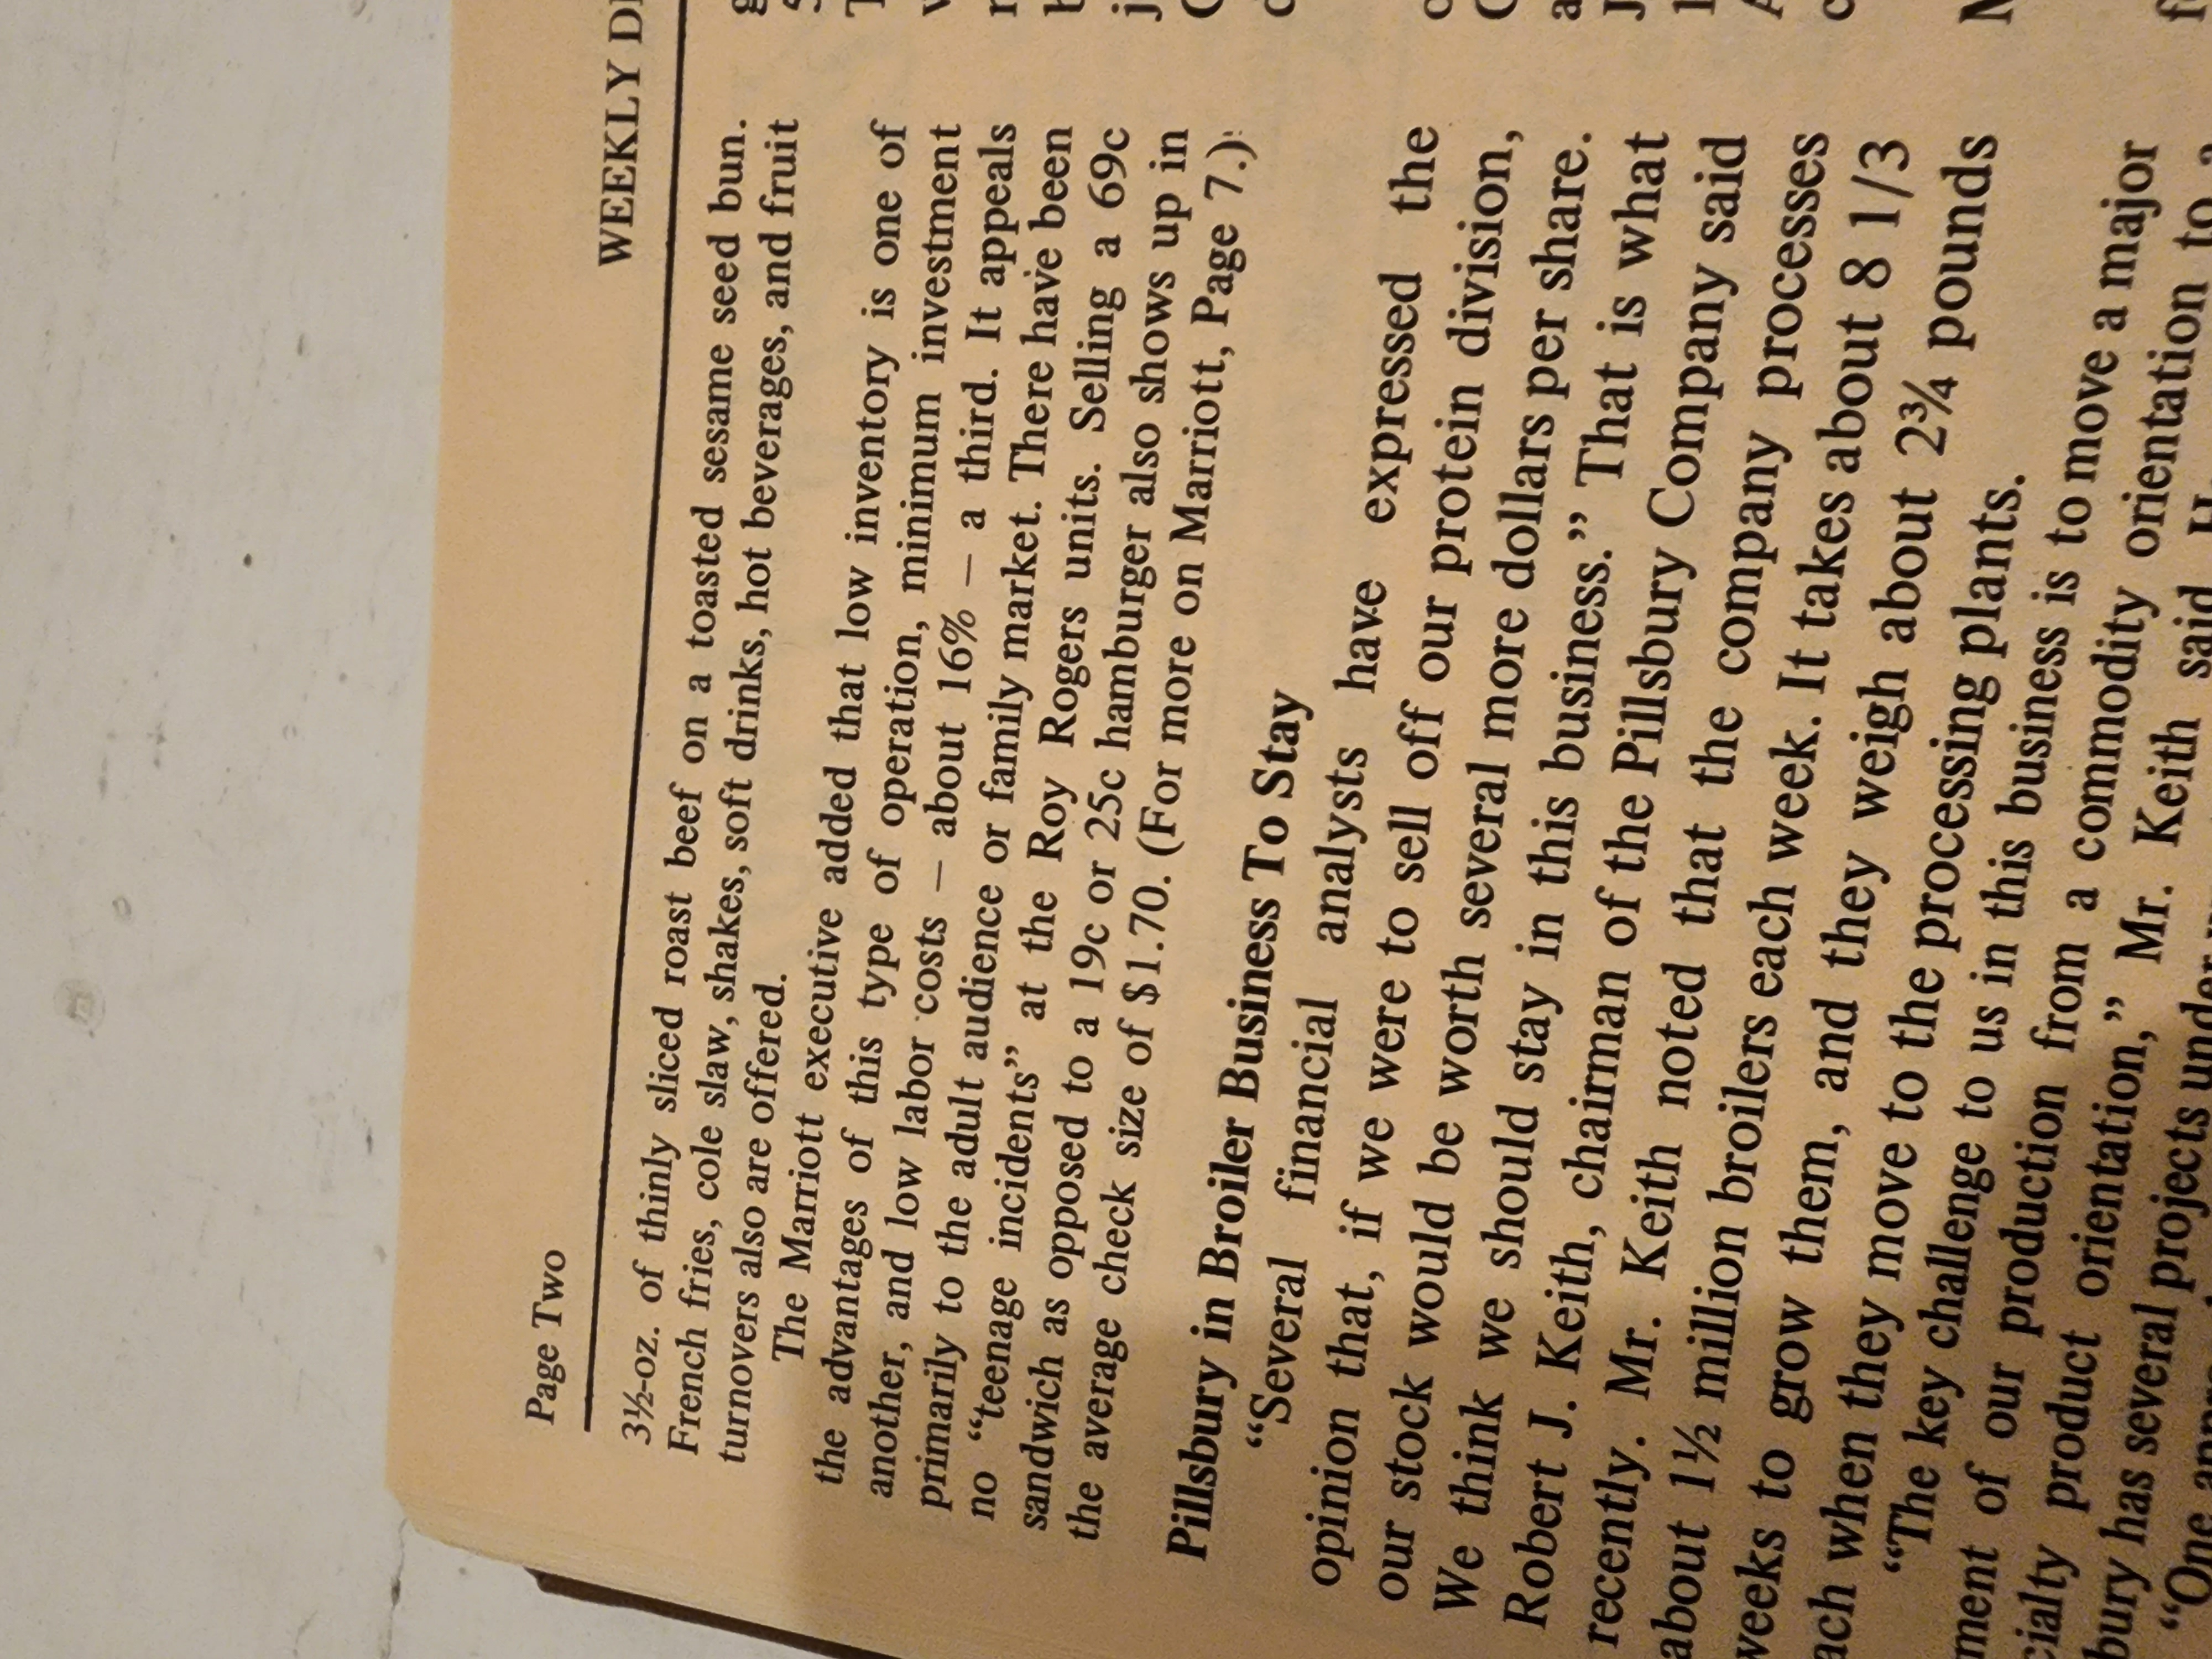 Page Two
WEEKLY
3½-oz. of thinly sliced roast beef on a toasted sesame seed bun.
French fries, cole slaw, shakes, soft drinks, hot beverages, and fruit
turnovers also are offered.
The Marriott executive added that low inventory is one of
the advantages of this type of operation, minimum investment
another, and low labor costs – about 16% – a third. It appeals
primarily to the adult audience or family market. There have been
no “teenage incidents” at the Roy Rogers units. Selling a 69c
sandwich as opposed to a 19c or 25c hamburger also shows up in
the average check size of $1.70. (For more on Marriott, Page 7.)
Pillsbury in Broiler Business To Stay
“Several financial analysts have expressed the
opinion that, if we were to sell off our protein division,
our stock would be worth several more dollars per share.
We think we should stay in this business.” That is what
Robert J. Keith, chairman of the Pillsbury Company said
recently. Mr. Keith noted that the company processes
about 1½ million broilers each week. It takes about 8 1/3
weeks to grow them, and they weigh about 2¾ pounds
ach when they move to the processing plants.
“The key challenge to us in this business is to move a major
ment of our production from a commodity orientation to a
cialty product orientation,” Mr. Keith said.
bury has several projects under
“One